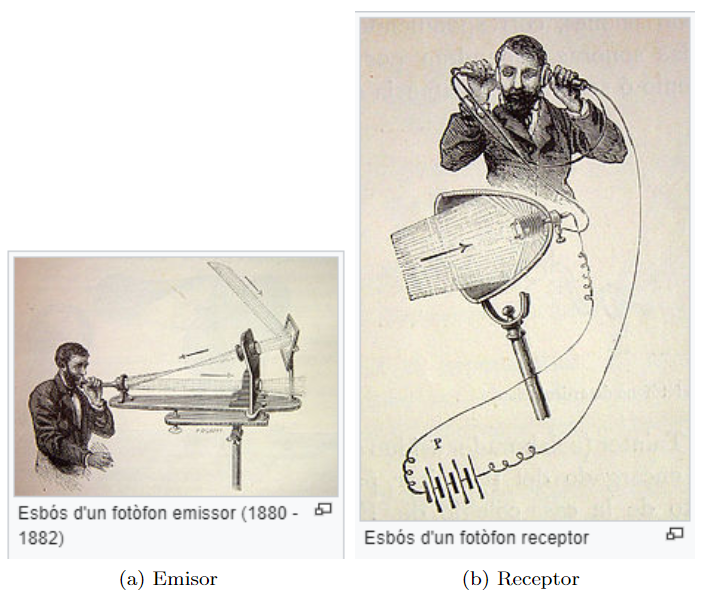 Esbós d'un fotòfon emissor (1880 -
1882)
(a) Emisor
P
Esbós d'un fotòfon receptor
(b) Receptor